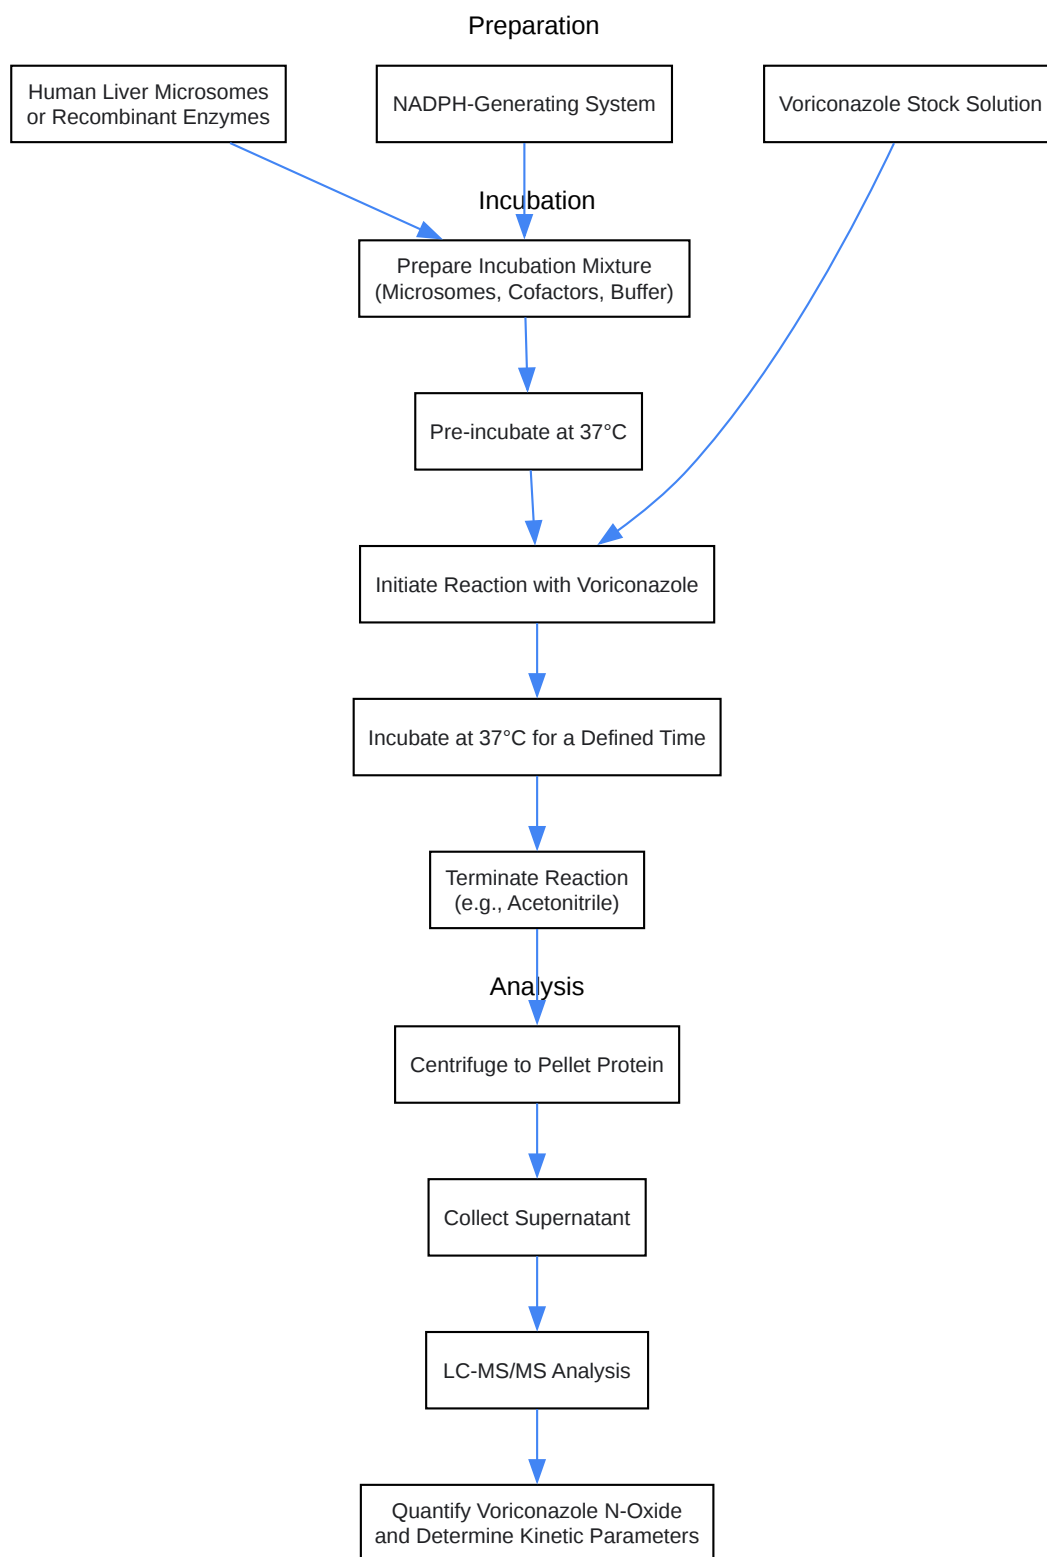 Preparation
Human Liver Microsomes
or Recombinant Enzymes
NADPH-Generating System
Voriconazole Stock Solution
Incubation
Prepare Incubation Mixture
(Microsomes, Cofactors, Buffer)
Pre-incubate at 37°C
Initiate Reaction with Voriconazole
Incubate at 37°C for a Defined Time
Terminate Reaction
(e.g., Acetonitrile)
Analysis
Centrifuge to Pellet Protein
Collect Supernatant
LC-MS/MS Analysis
Quantify Voriconazole N-Oxide
and Determine Kinetic Parameters